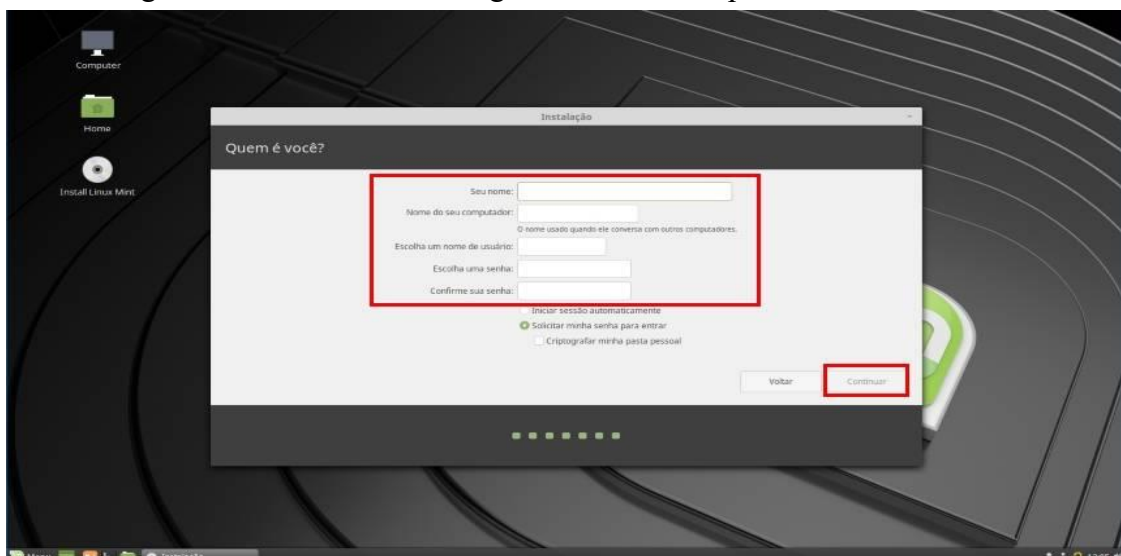 Computer
Home
Install Linux Mint
Instalação
Quem é você?
Seu nome:
Nome do seu computador:
O nome usado quando ele conversa com outros computadores.
Escolha um nome de usuário:
Escolha uma senha:
Confirme sua senha:
Iniciar sessão automaticamente
Solicitar minha senha para entrar
Criptografar minha pasta pessoal
Voltar
Continuar
Menu
Instalação